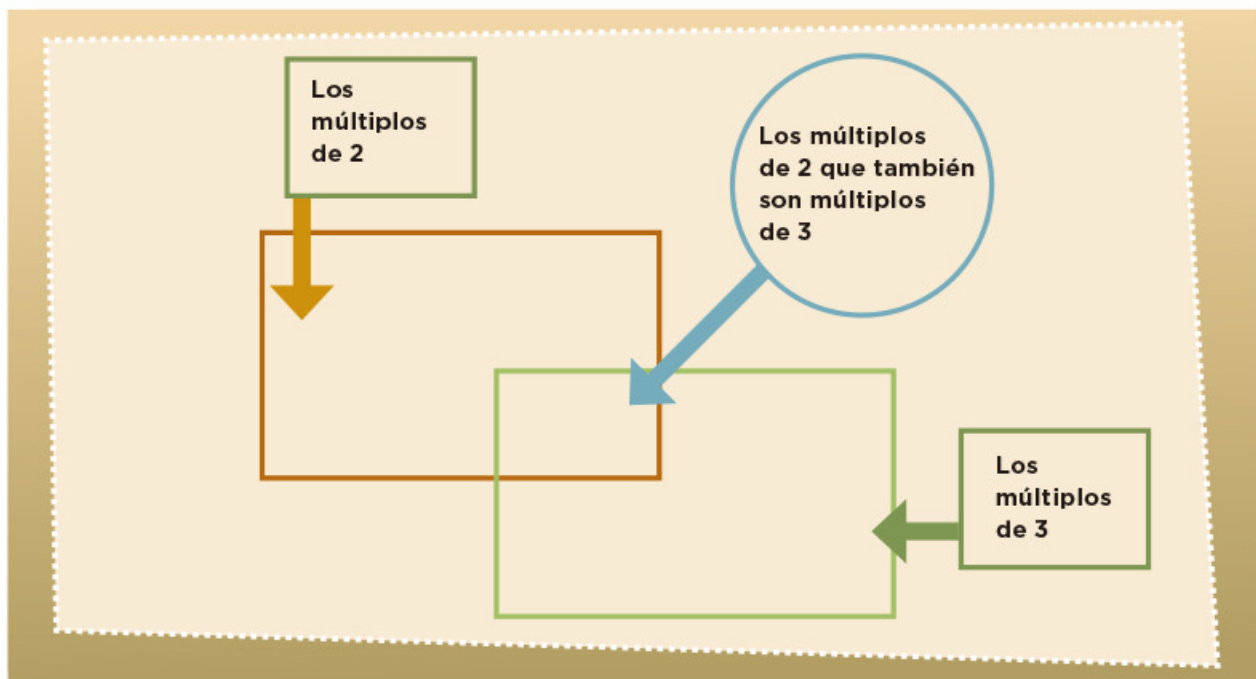 Los
múltiplos
de 2
Los múltiplos
de 2 que también
son múltiplos
de 3
Los
múltiplos
de 3